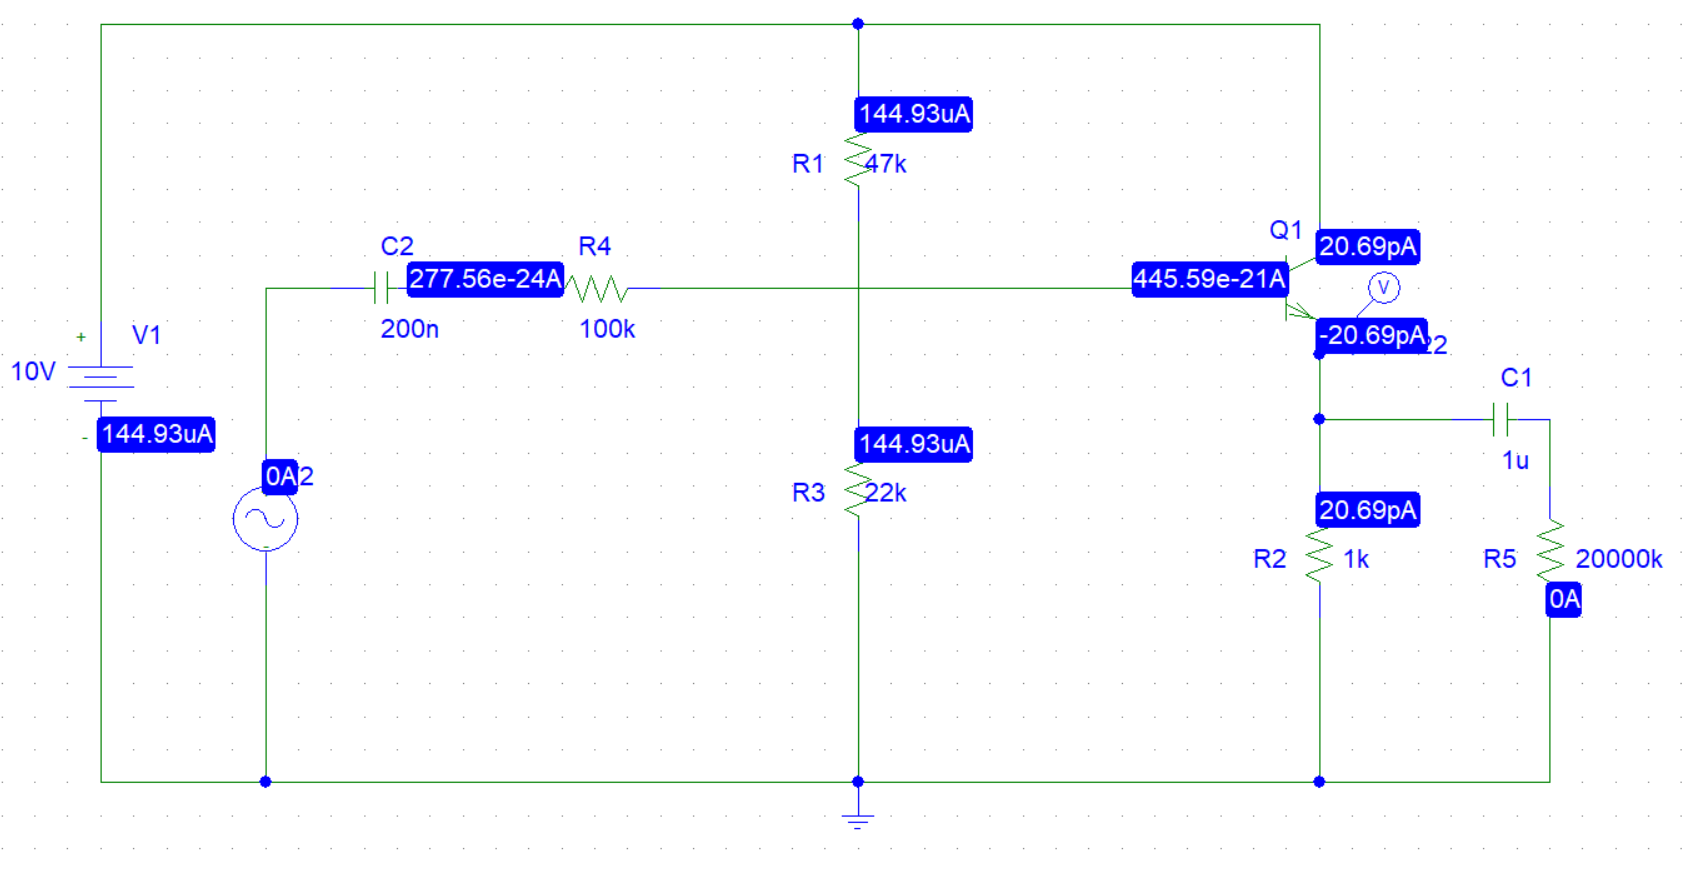 144.93uA
R1
47k
Q1
C2
R4
20.69pA
277.56e-24A
445.59e-21A
V
200n
100k
+
V1
-20.69pA
22
10V
C1
-
144.93uA
144.93uA
1u
0A
2
R3
22k
20.69pA
R2
1k
R5
20000k
0A